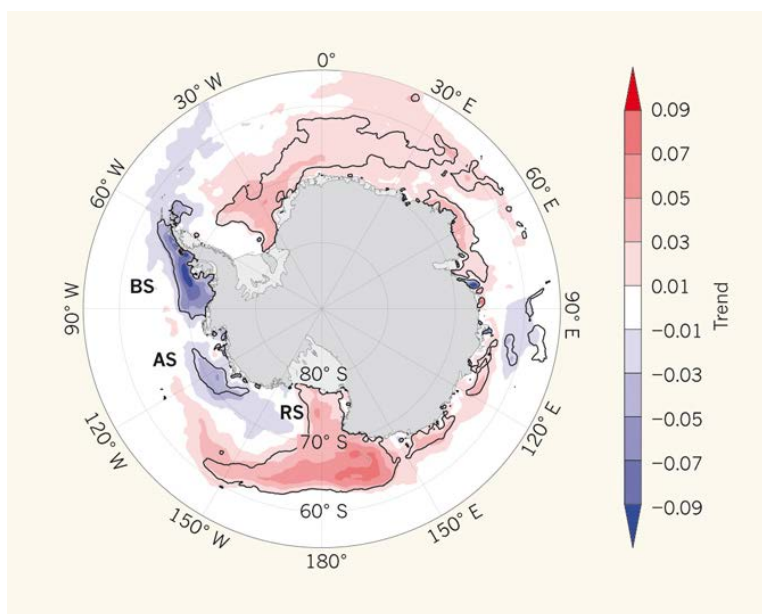 0°
30° W
30° E
60° W
60° E
BS
90° W
90° E
AS
80° S
RS
70° S
120° W
120° E
60° S
150° W
150° E
180°
0.09
0.07
0.05
0.03
0.01
−0.01
−0.03
−0.05
−0.07
−0.09
Trend